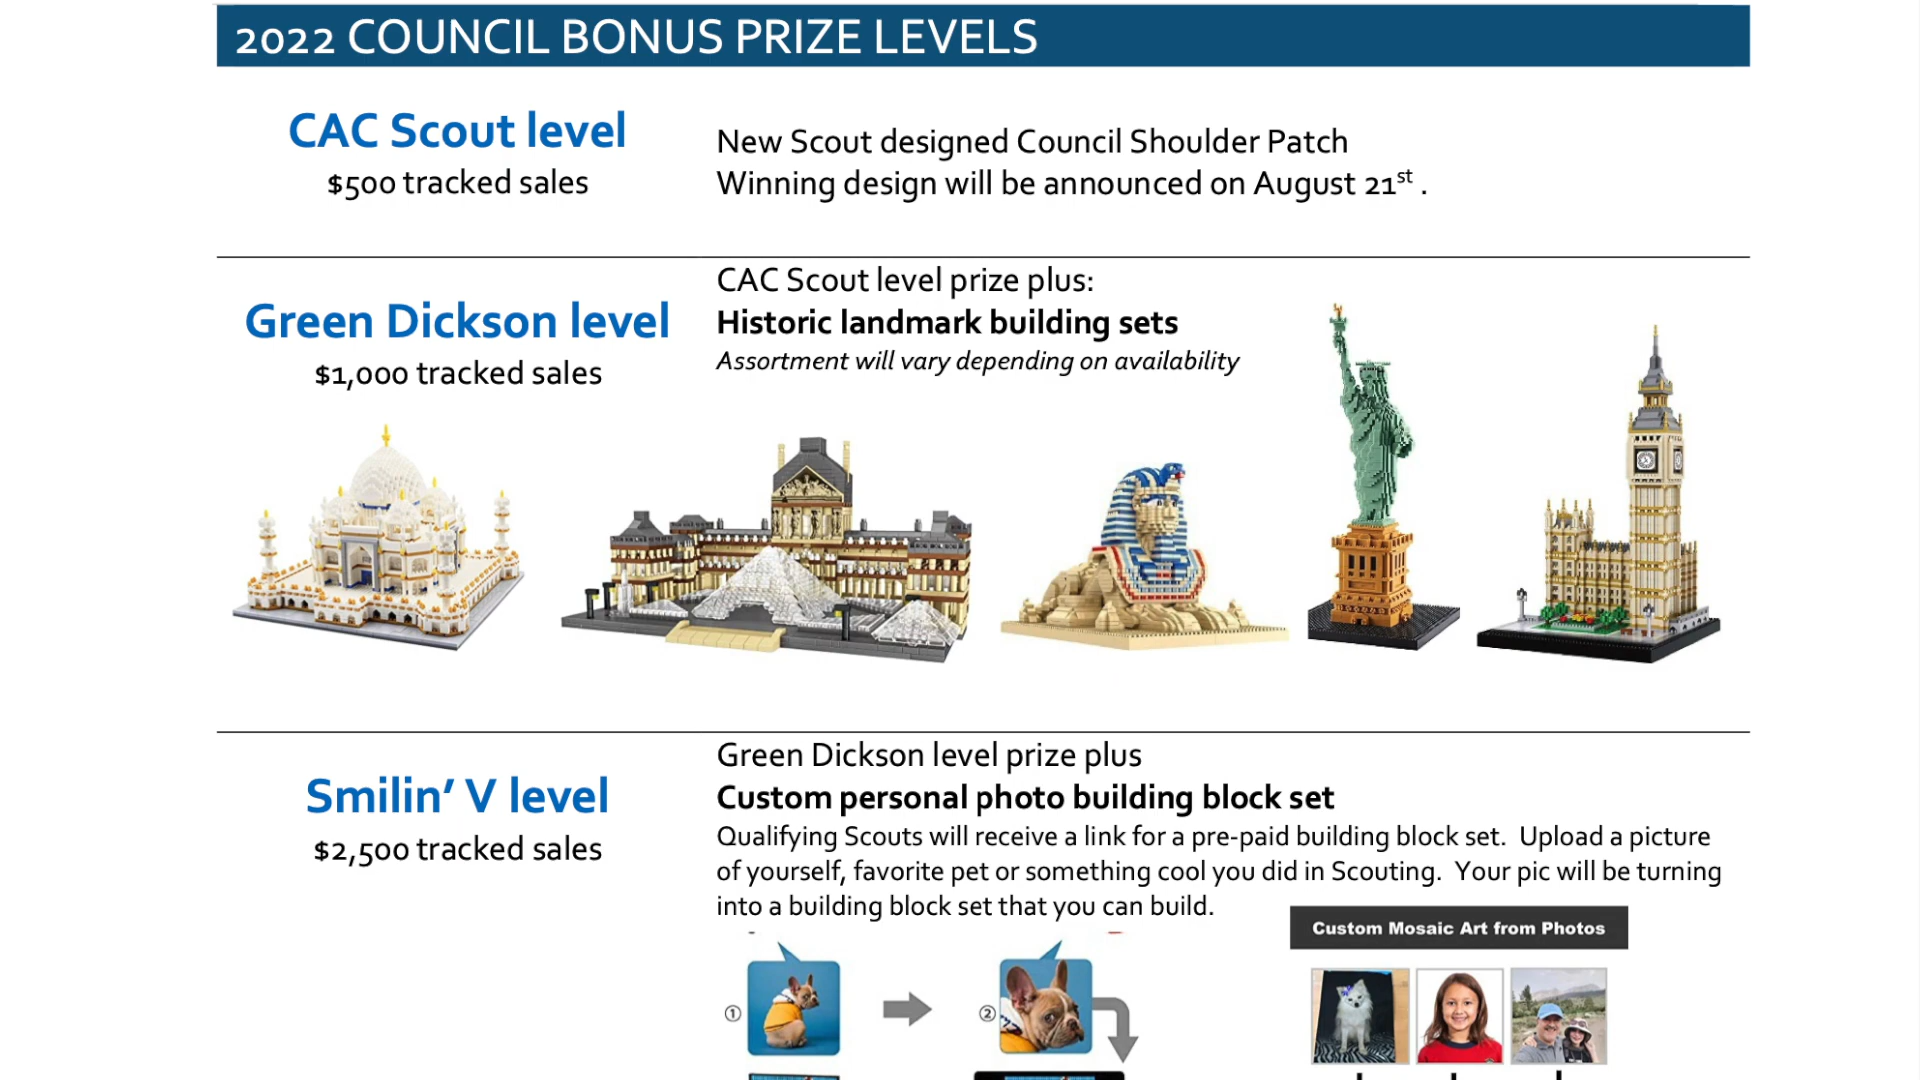 2022 COUNCIL BONUS PRIZE LEVELS
CAC Scout level
$500 tracked sales
New Scout designed Council Shoulder Patch
Winning design will be announced on August 21st .
Green Dickson level
$1,000 tracked sales
CAC Scout level prize plus:
Historic landmark building sets
Assortment will vary depending on availability
Smilin’ V level
$2,500 tracked sales
Green Dickson level prize plus
Custom personal photo building block set
Qualifying Scouts will receive a link for a pre-paid building block set.  Upload a picture
of yourself, favorite pet or something cool you did in Scouting.  Your pic will be turning
into a building block set that you can build.
Custom Mosaic Art from Photos
①
②